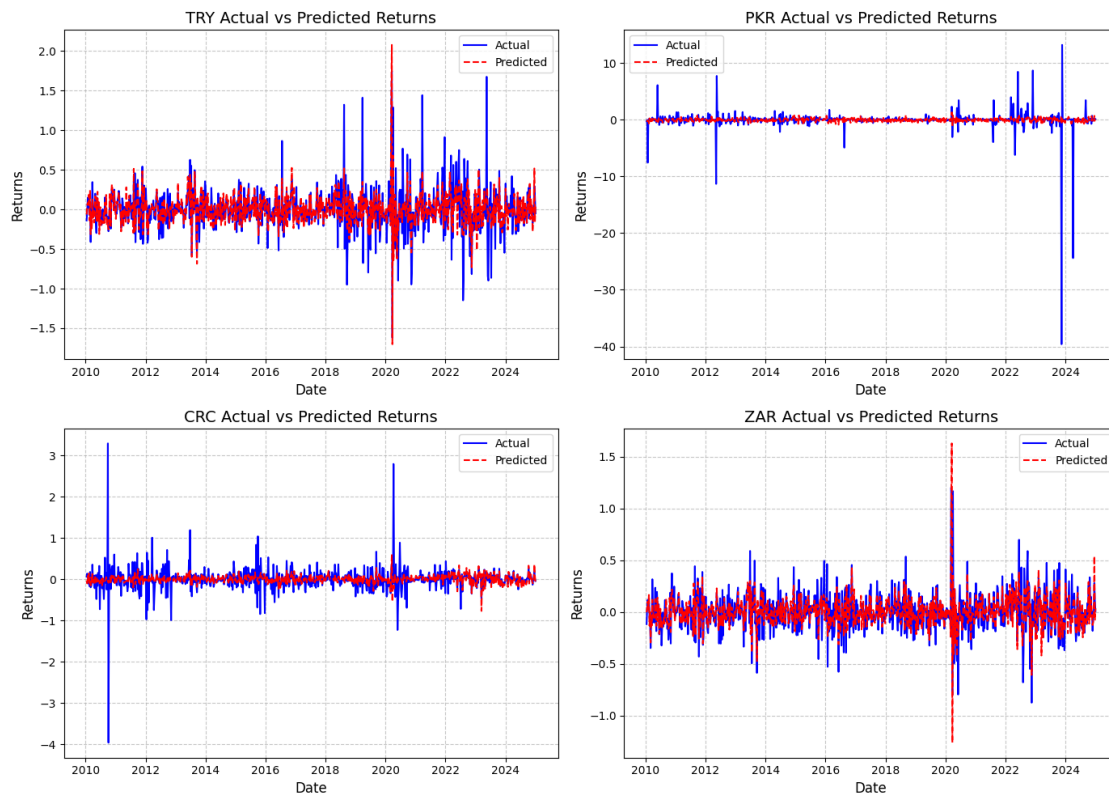 TRY Actual vs Predicted Returns
Returns
2.0
1.5
1.0
0.5
0.0
−0.5
−1.0
−1.5
Actual
Predicted
2010 2012 2014 2016 2018 2020 2022 2024
Date
PKR Actual vs Predicted Returns
Returns
10
0
−10
−20
−30
−40
Actual
Predicted
2010 2012 2014 2016 2018 2020 2022 2024
Date
CRC Actual vs Predicted Returns
Returns
3
2
1
0
−1
−2
−3
−4
Actual
Predicted
2010 2012 2014 2016 2018 2020 2022 2024
Date
ZAR Actual vs Predicted Returns
Returns
1.5
1.0
0.5
0.0
−0.5
−1.0
Actual
Predicted
2010 2012 2014 2016 2018 2020 2022 2024
Date